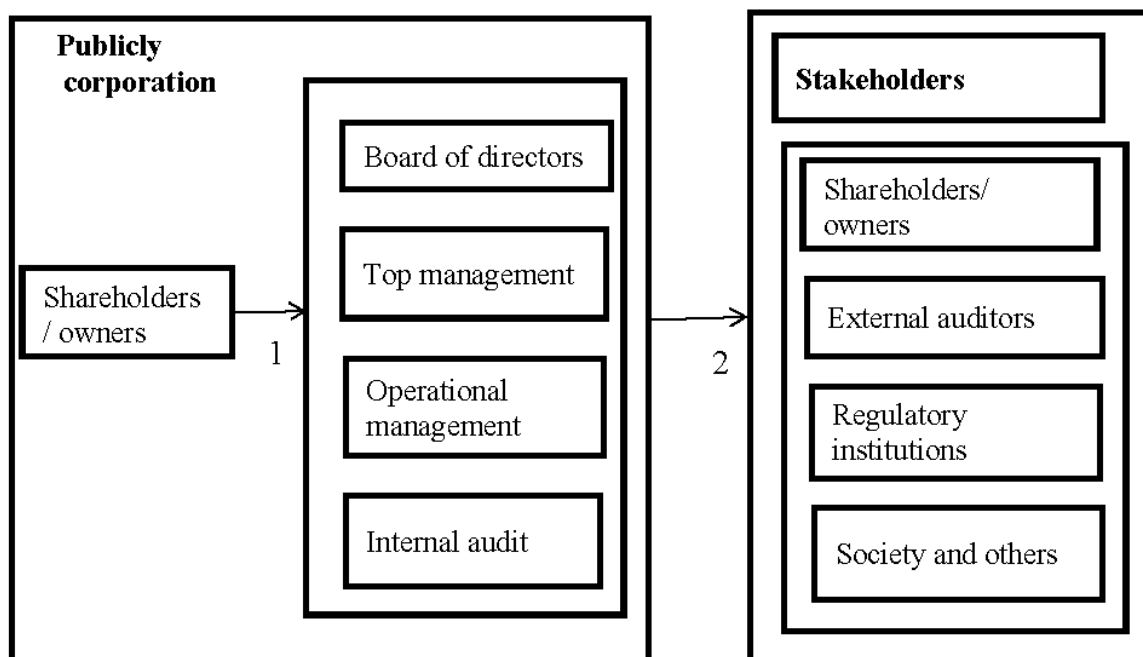 Publicly
corporation
Board of directors
Top management
Operational
management
Internal audit
Shareholders
/ owners
1
2
Stakeholders
Shareholders/
owners
External auditors
Regulatory
institutions
Society and others